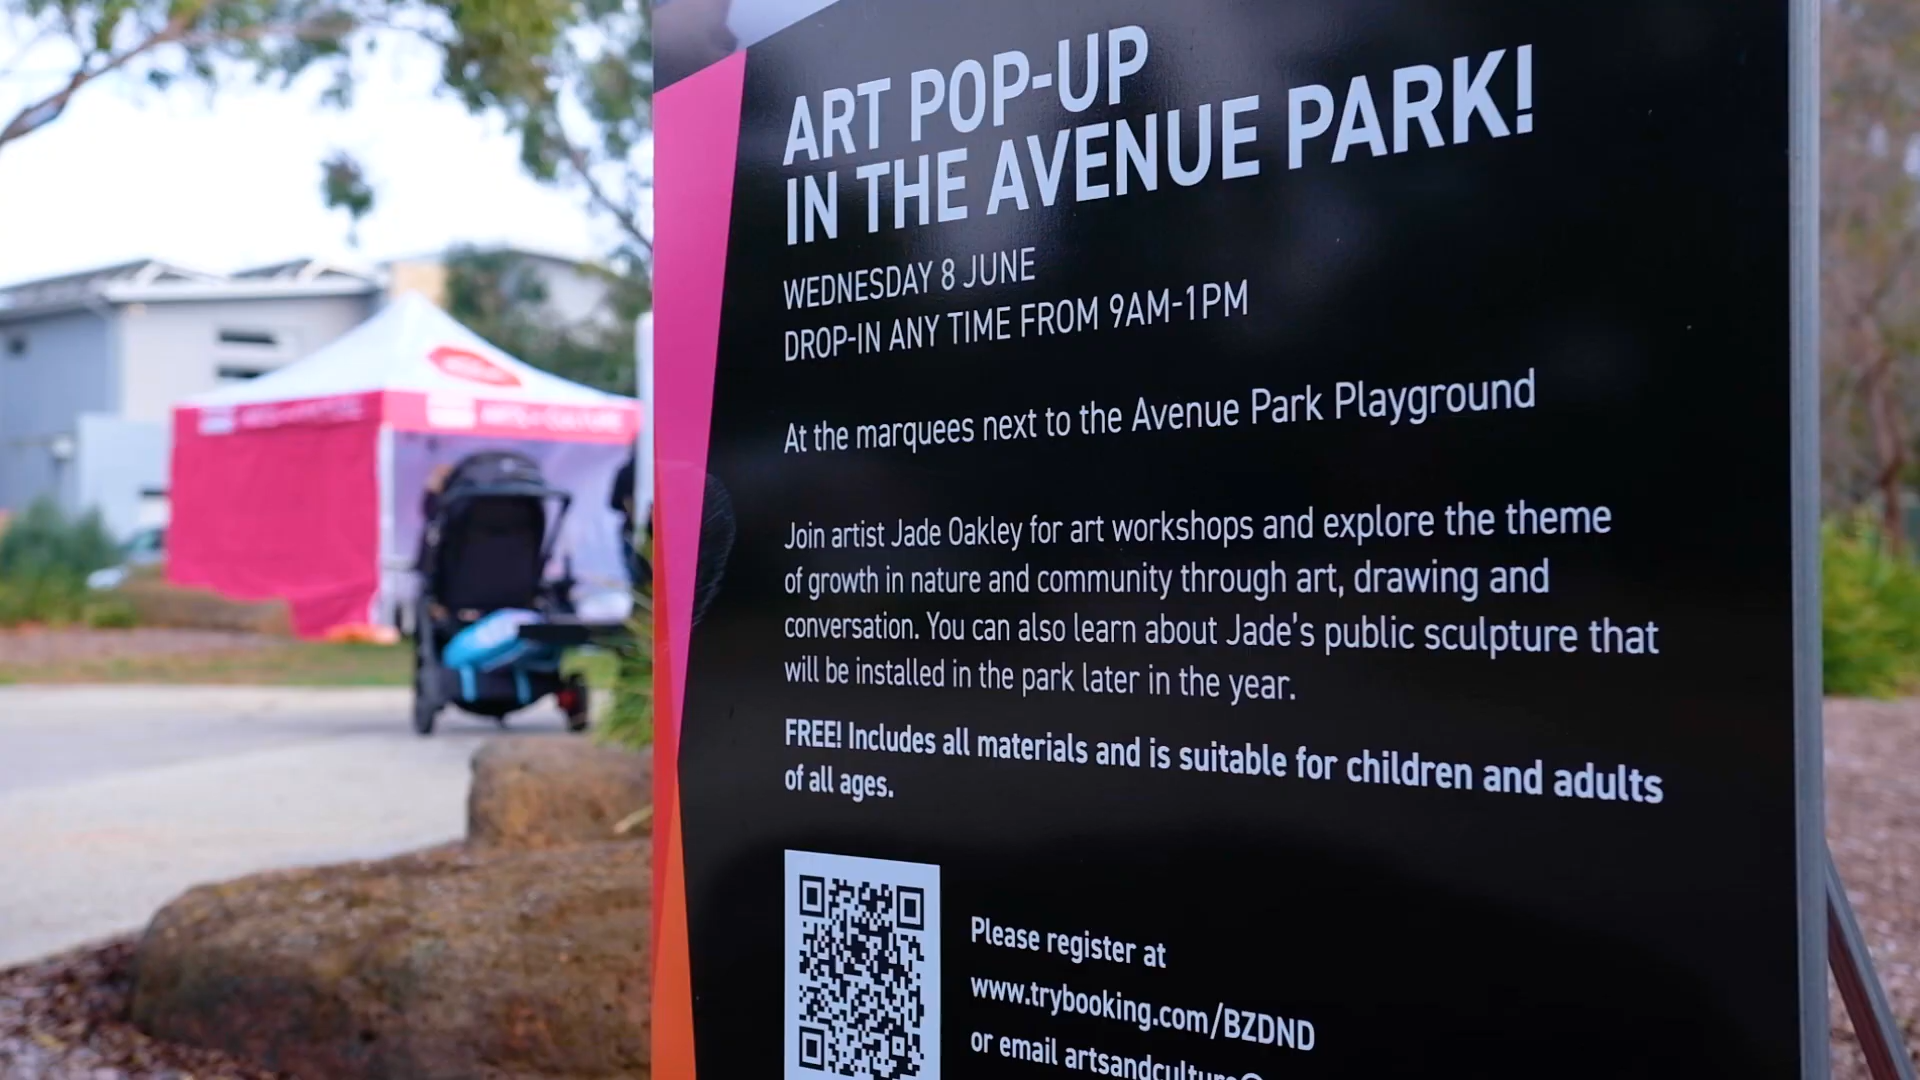 ART POP-UP
IN THE AVENUE PARK!
WEDNESDAY 8 JUNE
DROP-IN ANY TIME FROM 9AM-1PM
At the marquees next to the Avenue Park Playground
Join artist Jade Oakley for art workshops and explore the theme
of growth in nature and community through art, drawing and
conversation. You can also learn about Jade's public sculpture that
will be installed in the park later in the year.
FREE! Includes all materials and is suitable for children and adults
of all ages.
Please register at
www.trybooking.com/BZDND
or email artsandculture@